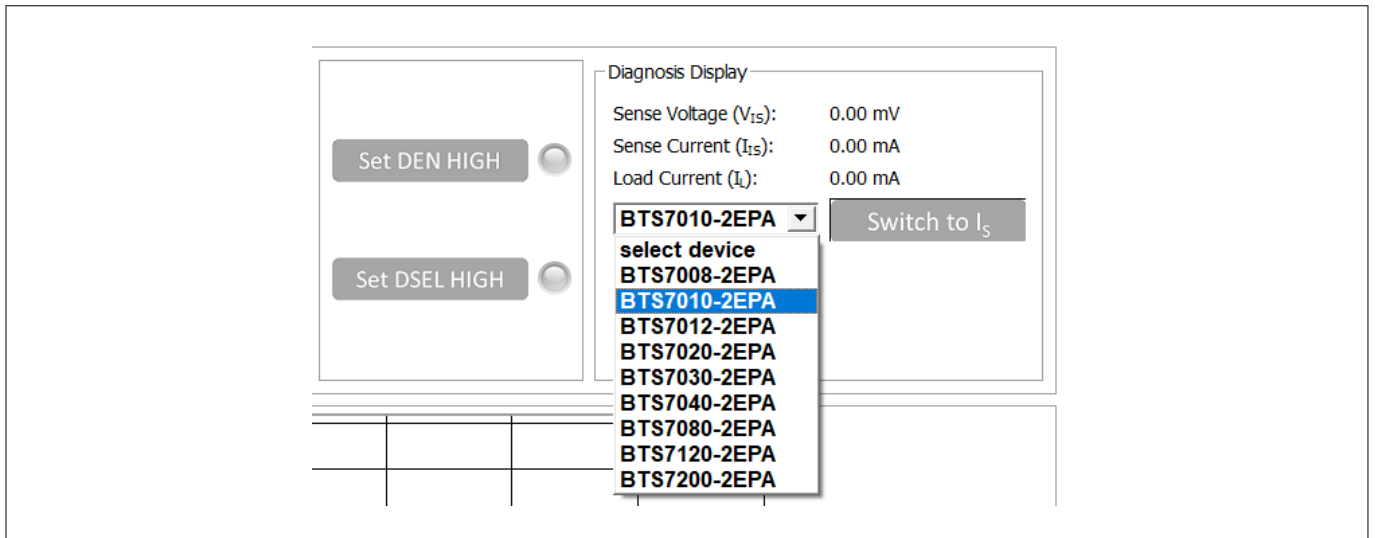 Diagnosis Display
Sense Voltage (VIS): 0.00 mV
Set DEN HIGH
Sense Current (IIS): 0.00 mA
Load Current (IL): 0.00 mA
BTS7010-2EPA
Switch to IS
select device
BTS7008-2EPA
Set DSEL HIGH
BTS7010-2EPA
BTS7012-2EPA
BTS7020-2EPA
BTS7030-2EPA
BTS7040-2EPA
BTS7080-2EPA
BTS7120-2EPA
BTS7200-2EPA